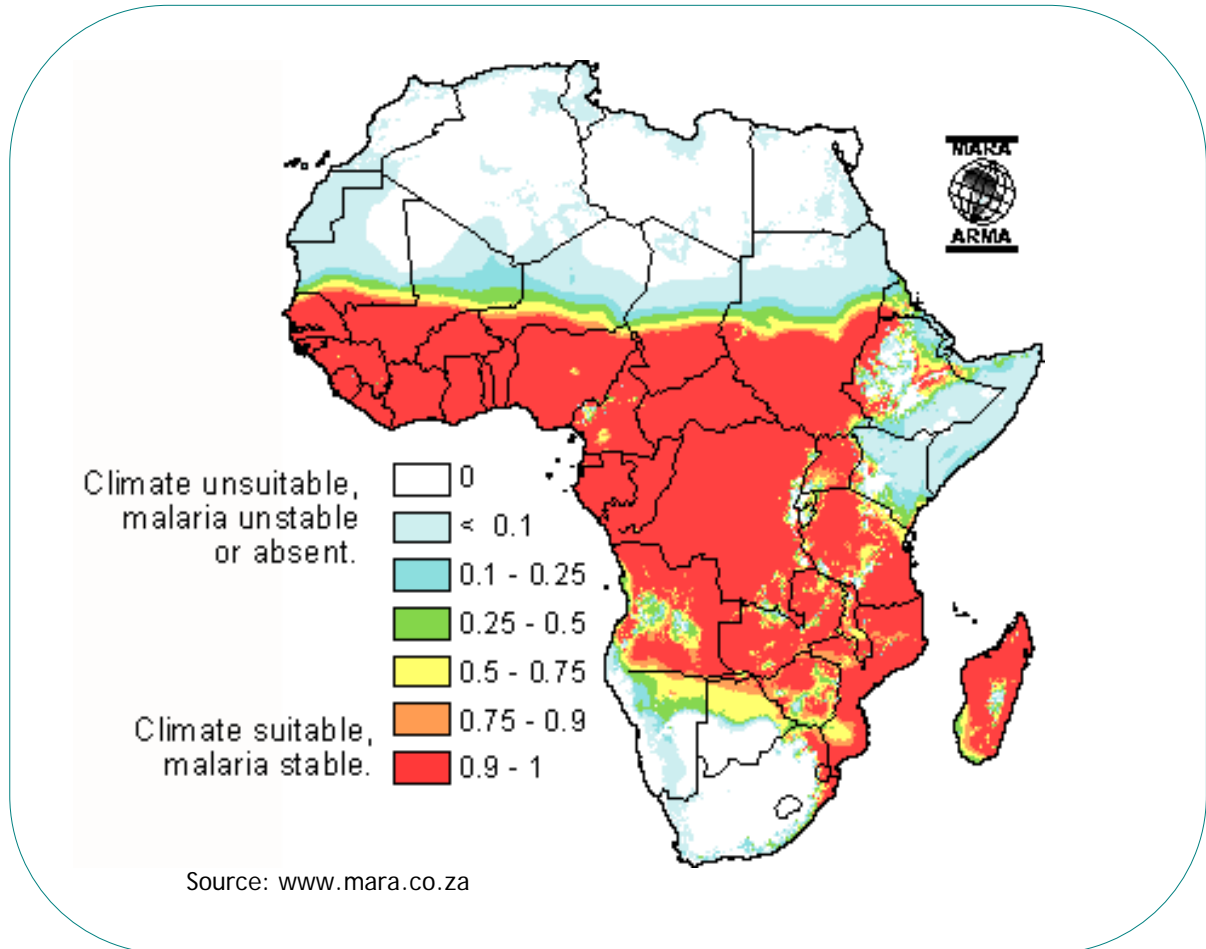 MARA
ARMA
Climate unsuitable,
malaria unstable
or absent.
Climate suitable,
malaria stable.
0
< 0.1
0.1 - 0.25
0.25 - 0.5
0.5 - 0.75
0.75 - 0.9
0.9 - 1
Source: www.mara.co.za